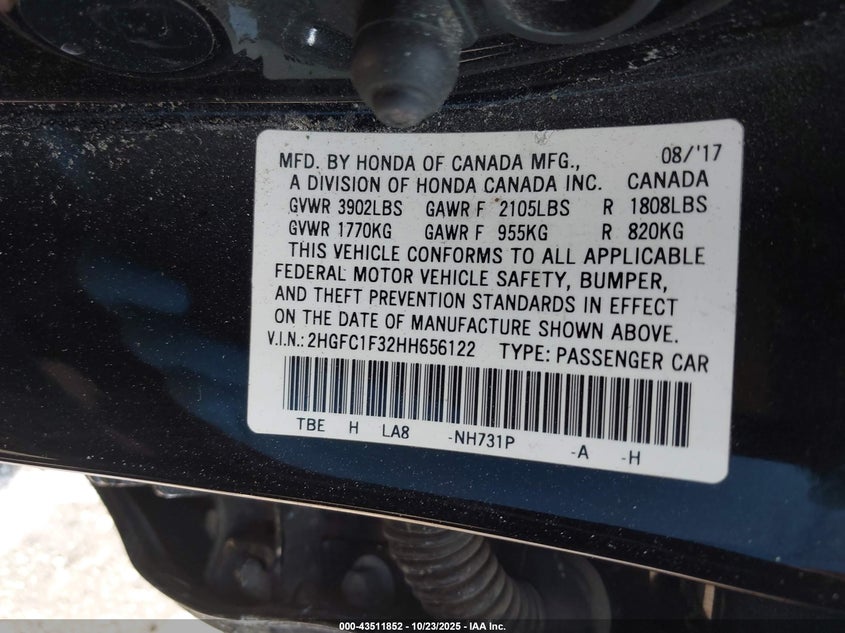 MFD. BY HONDA OF CANADA MFG., 08/'17
A DIVISION OF HONDA CANADA INC. CANADA
GVWR 3902LBS GAWR F 2105LBS R 1808LBS
GVWR 1770KG GAWR F 955KG R 820KG
THIS VEHICLE CONFORMS TO ALL APPLICABLE
FEDERAL MOTOR VEHICLE SAFETY, BUMPER,
AND THEFT PREVENTION STANDARDS IN EFFECT
ON THE DATE OF MANUFACTURE SHOWN ABOVE.
V.I.N.: 2HGFC1F32HH656122 TYPE: PASSENGER CAR
TBE H LA8 -NH731P -A -H
000-43511852 - 10/23/2025 - IAA Inc.